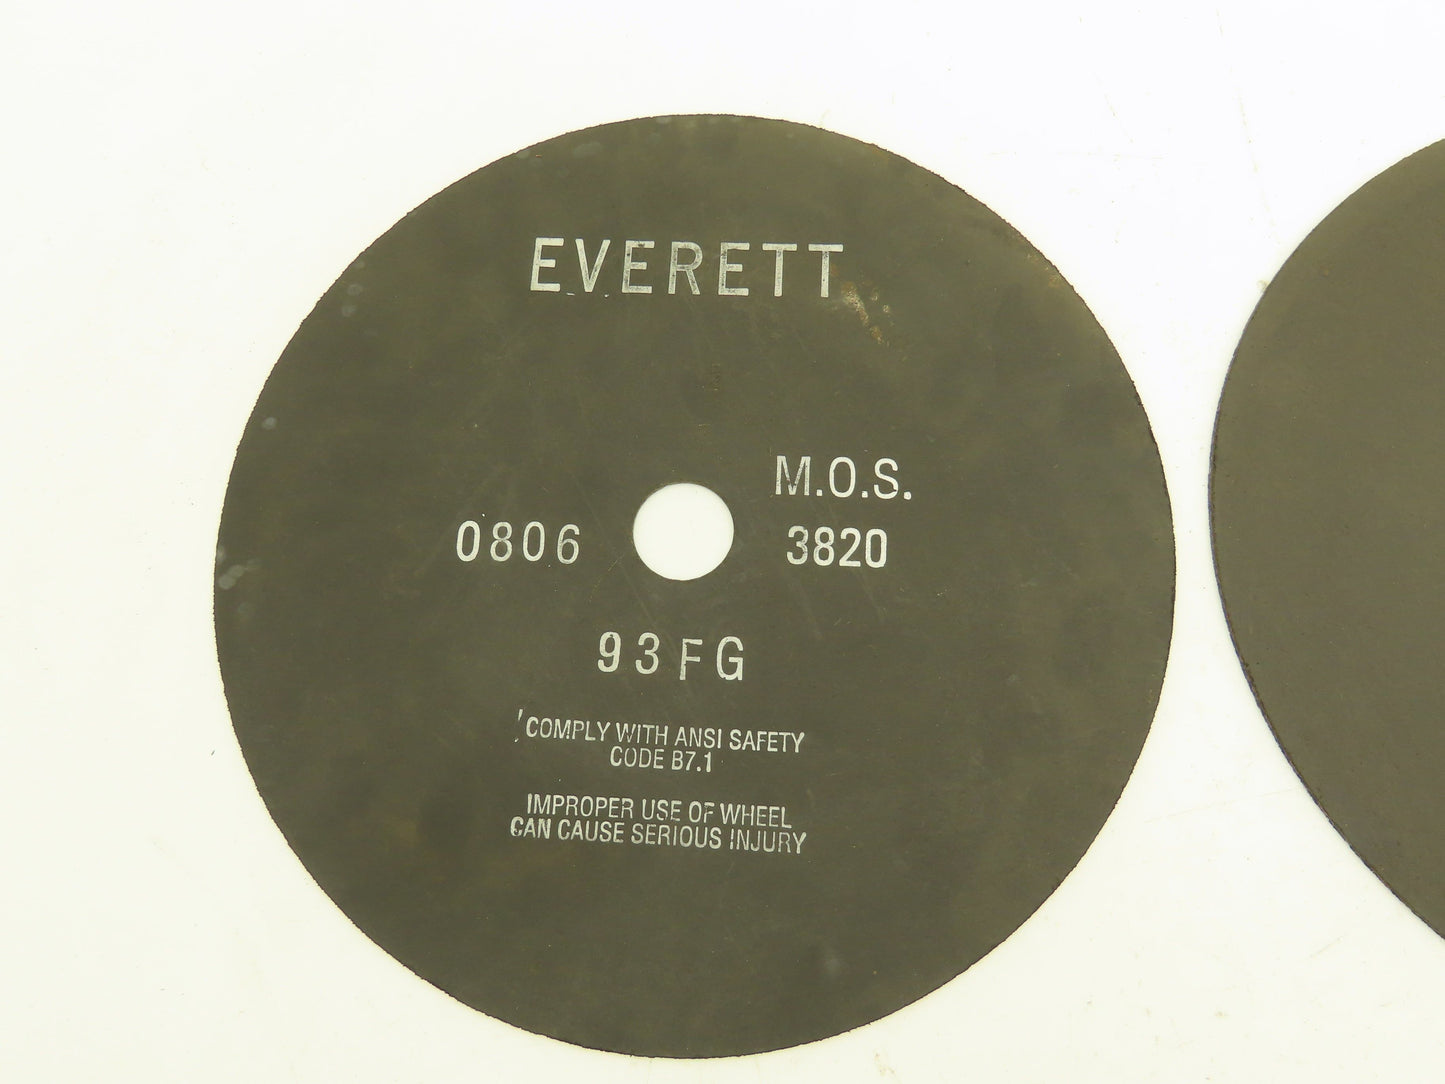 EVERETT
M.O.S.
0806 3820
93FG
COMPLY WITH ANSI SAFETY
CODE B7.1
IMPROPER USE OF WHEEL
CAN CAUSE SERIOUS INJURY